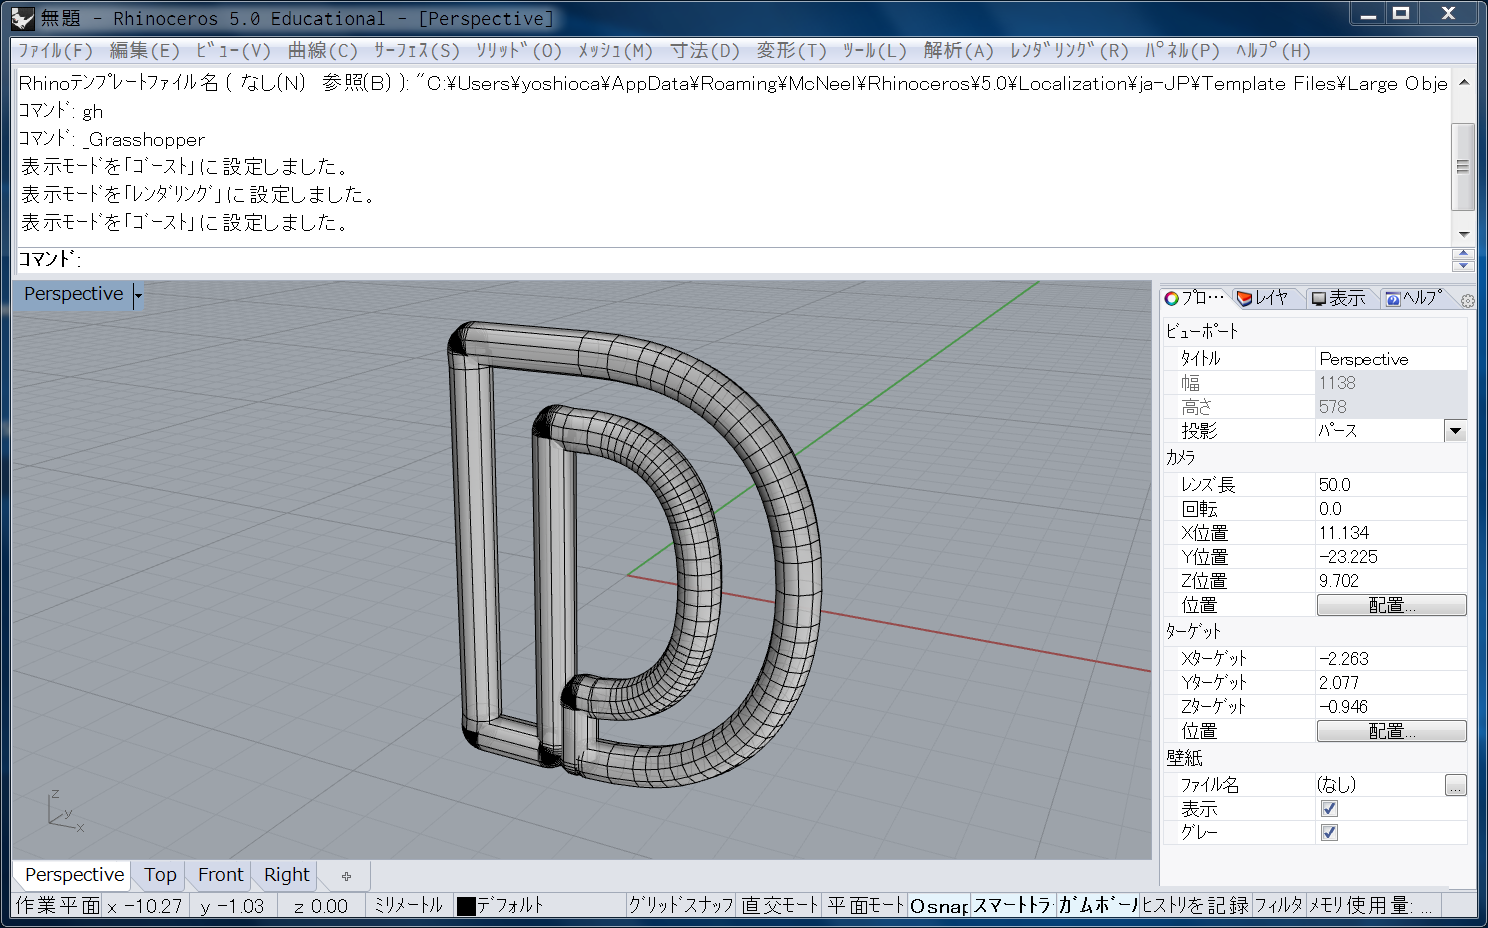 無題 - Rhinoceros 5.0 Educational - [Perspective]
ﾌｧｲﾙ(F) 編集(E) ﾋﾞｭｰ(V) 曲線(C) ｻｰﾌｪｽ(S) ｿﾘｯﾄﾞ(O) ﾒｯｼｭ(M) 寸法(D) 変形(T) ﾂｰﾙ(L) 解析(A) ﾚﾝﾀﾞﾘﾝｸﾞ(R) ﾊﾟﾈﾙ(P) ﾍﾙﾌﾟ(H)
Rhinoﾃﾝﾌﾟﾚｰﾄﾌｧｲﾙ名 ( なし(N)  参照(B) ): "C:¥Users¥yoshioca¥AppData¥Roaming¥McNeel¥Rhinoceros¥5.0¥Localization¥ja-JP¥Template Files¥Large Obje
ｺﾏﾝﾄﾞ: gh
ｺﾏﾝﾄﾞ: _Grasshopper
表示ﾓｰﾄﾞを｢ｺﾞｰｽﾄ｣に設定しました。
表示ﾓｰﾄﾞを｢ﾚﾝﾀﾞﾘﾝｸﾞ｣に設定しました。
表示ﾓｰﾄﾞを｢ｺﾞｰｽﾄ｣に設定しました。
ｺﾏﾝﾄﾞ:
Perspective
ﾌﾟﾛ… ﾚｲﾔ 表示 ﾍﾙﾌﾟ
ﾋﾞｭｰﾎﾟｰﾄ
ﾀｲﾄﾙ Perspective
幅 1138
高さ 578
投影 ﾊﾟｰｽ
ｶﾒﾗ
ﾚﾝｽﾞ長 50.0
回転 0.0
X位置 11.134
Y位置 -23.225
Z位置 9.702
位置 配置...
ﾀｰｹﾞｯﾄ
Xﾀｰｹﾞｯﾄ -2.263
Yﾀｰｹﾞｯﾄ 2.077
Zﾀｰｹﾞｯﾄ -0.946
位置 配置...
壁紙
ﾌｧｲﾙ名 (なし) ...
表示
ｸﾞﾚｰ
z
y
x
Perspective Top Front Right
作業平面 x -10.27 y -1.03 z 0.00 ﾐﾘﾒｰﾄﾙ ﾃﾞﾌｫﾙﾄ ｸﾞﾘｯﾄﾞｽﾅｯﾌ 直交ﾓｰﾄ 平面ﾓｰﾄ Osnap ｽﾏｰﾄﾄﾗ ｶﾞﾑﾎﾞｰﾙ ﾋｽﾄﾘを記録 ﾌｨﾙﾀ ﾒﾓﾘ使用量: ...